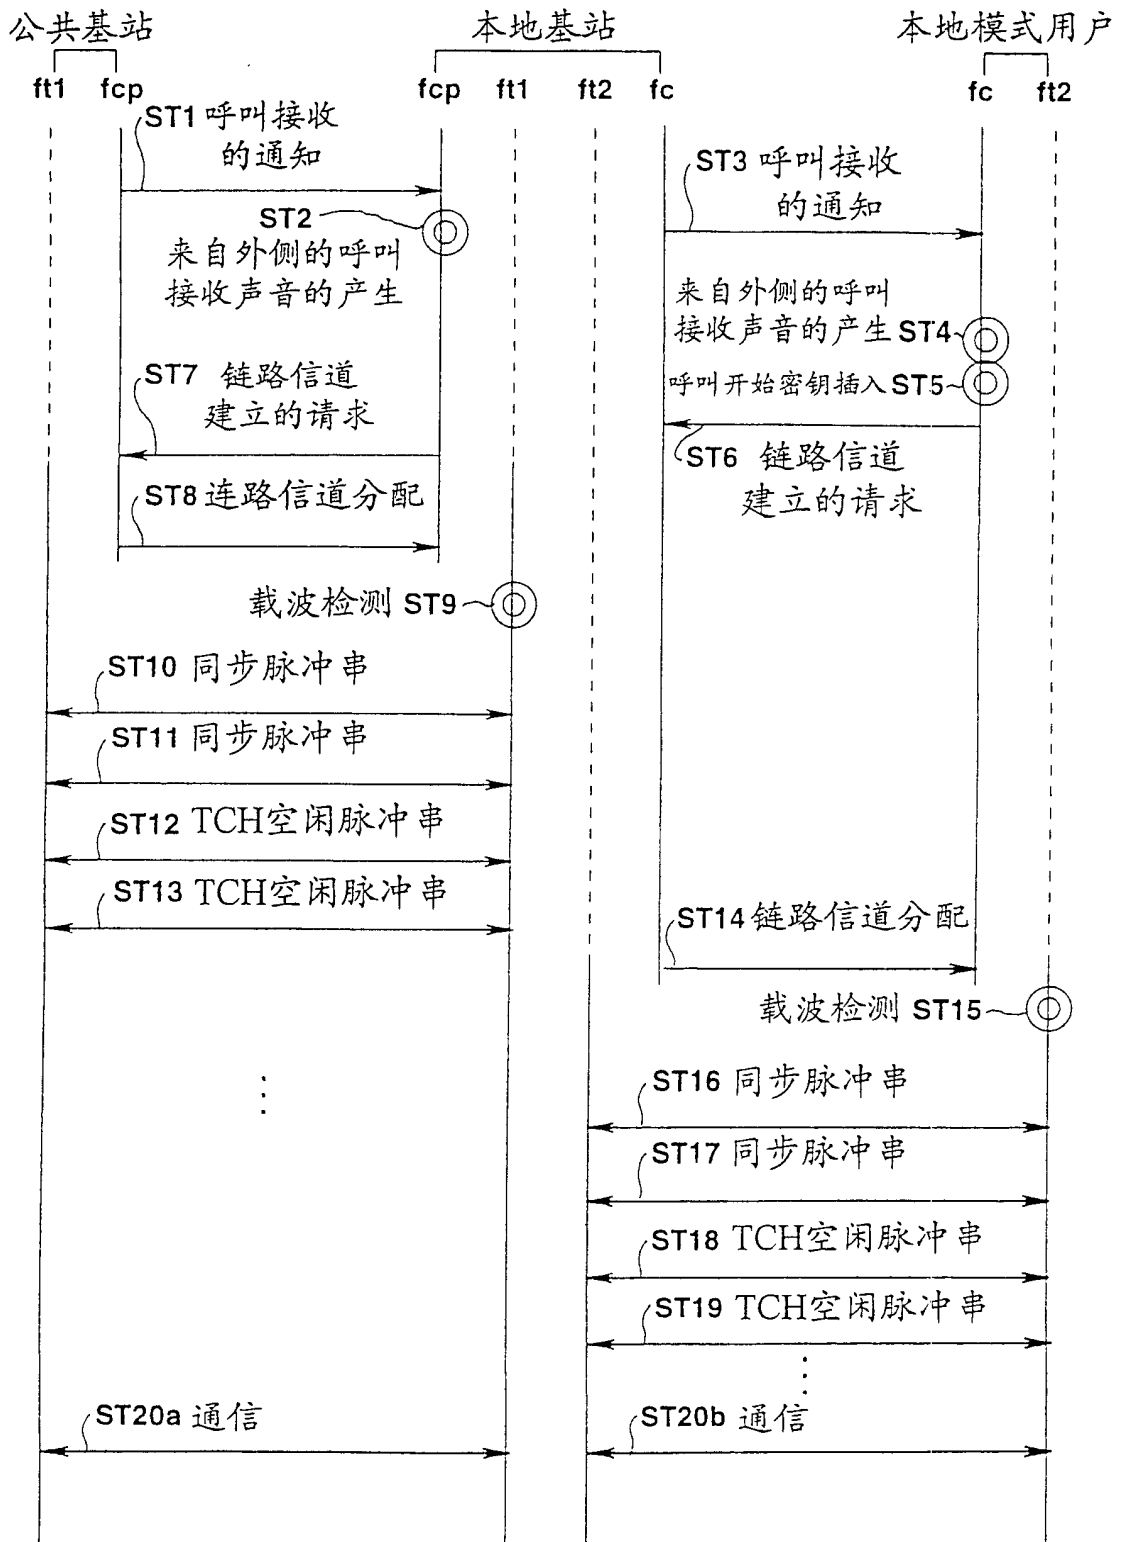 公共基站 本地基站 本地模式用户
ft1 fcp fcp ft1 ft2 fc fc ft2
ST1 呼叫接收
的通知
ST3 呼叫接收
的通知
ST2
来自外侧的呼叫
接收声音的产生
来自外侧的呼叫
接收声音的产生 ST4
呼叫开始密钥插入 ST5
ST7 链路信道
建立的请求
ST6 链路信道
建立的请求
ST8 连路信道分配
载波检测 ST9
ST10 同步脉冲串
ST11 同步脉冲串
ST12 TCH空闲脉冲串
ST13 TCH空闲脉冲串
ST14 链路信道分配
载波检测 ST15
ST16 同步脉冲串
ST17 同步脉冲串
ST18 TCH空闲脉冲串
ST19 TCH空闲脉冲串
ST20a 通信
ST20b 通信